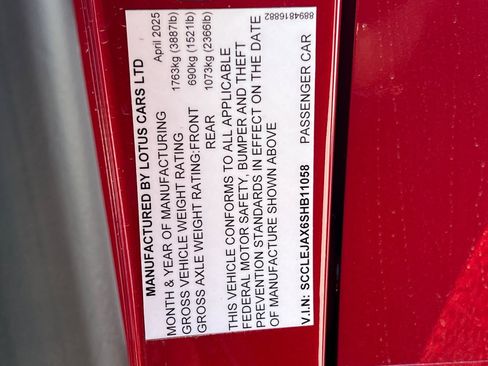 MANUFACTURED BY LOTUS CARS LTD
MONTH & YEAR OF MANUFACTURING April 2025
GROSS VEHICLE WEIGHT RATING 1763kg (3887lb)
GROSS AXLE WEIGHT RATING:FRONT 690kg (1521lb)
REAR 1073kg (2366lb)
THIS VEHICLE CONFORMS TO ALL APPLICABLE
FEDERAL MOTOR SAFETY, BUMPER AND THEFT
PREVENTION STANDARDS IN EFFECT ON THE DATE
OF MANUFACTURE SHOWN ABOVE
V.I.N: SCCLEJAX6SHB11058 PASSENGER CAR
8894816882